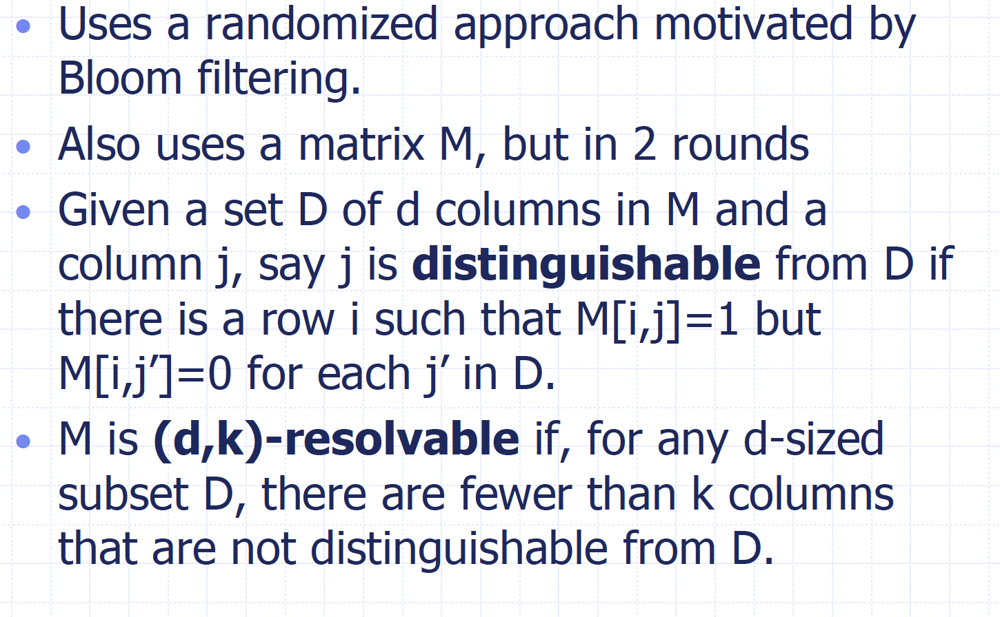 • Uses a randomized approach motivated by
Bloom filtering.
• Also uses a matrix M, but in 2 rounds
• Given a set D of d columns in M and a
column j, say j is distinguishable from D if
there is a row i such that M[i,j]=1 but
M[i,j’]=0 for each j’ in D.
• M is (d,k)-resolvable if, for any d-sized
subset D, there are fewer than k columns
that are not distinguishable from D.